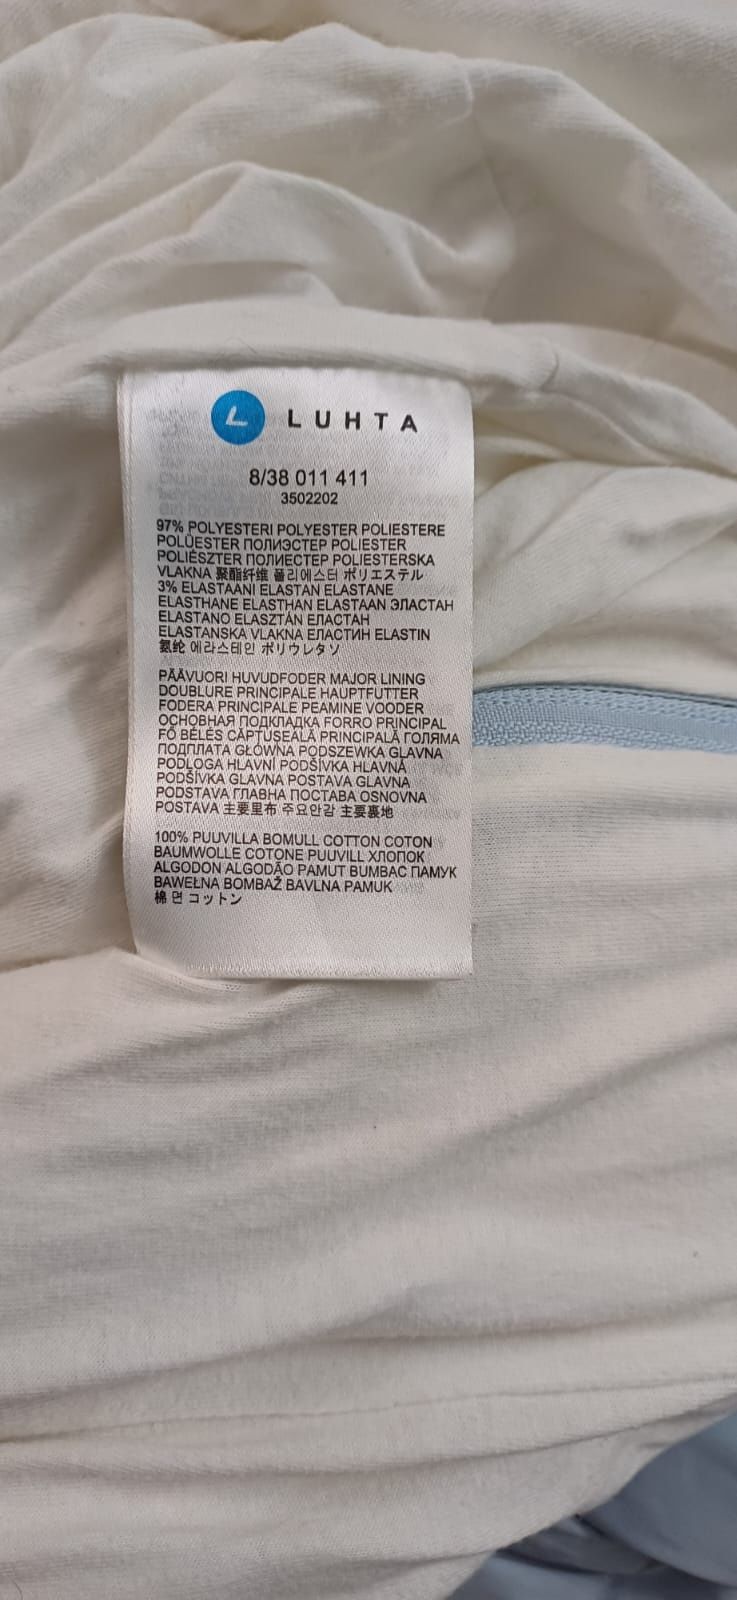 L LUHTA
8/38 011 411
3502202
97% POLYESTERI POLYESTER POLIESTERE
POLÜESTER ПОЛИЭСТЕР POLIÉSTER
POLIÉSZTER ПОЛИЕСТЕР POLIESTERSKA
VLAKNA 聚酯纤维 폴리에스터 ポリエステル
3% ELASTAANI ELASTAN ELASTANE
ELASTHANE ELASTHAN ELASTAAN ЭЛАСТАН
ELASTANO ELASZTÁN ЕЛАСТАН
ELASTANSKA VLAKNA ЕЛАСТИН ELASTIN
氨纶 에라스테인 ポリウレタソ
PÄÄVUORI HUVUDFODER MAJOR LINING
DOUBLURE PRINCIPALE HAUPTFUTTER
FODERA PRINCIPALE PEAMINE VOODER
ОСНОВНАЯ ПОДКЛАДКА FORRO PRINCIPAL
FŐ BÉLÉS CĂPTUSEALĂ PRINCIPALĂ ГОЛЯМА
ПОДПЛАТА GŁÓWNA PODSZEWKA GLAVNA
PODLOGA HLAVNÍ PODŠÍVKA HLAVNÁ
PODŠÍVKA GLAVNA POSTAVA GLAVNA
PODSTAVA ГЛАВНА ПОСТАВА OSNOVNA
POSTAVA 主要里布 주요안감 主要裏地
100% PUUVILLA BOMULL COTTON COTON
BAUMWOLLE COTONE PUUVILL ХЛОПОК
ALGODON ALGODÃO PAMUT BUMBAC ПАМУК
BAWEŁNA BOMBAŽ BAVLNA PAMUK
棉 면 コットン